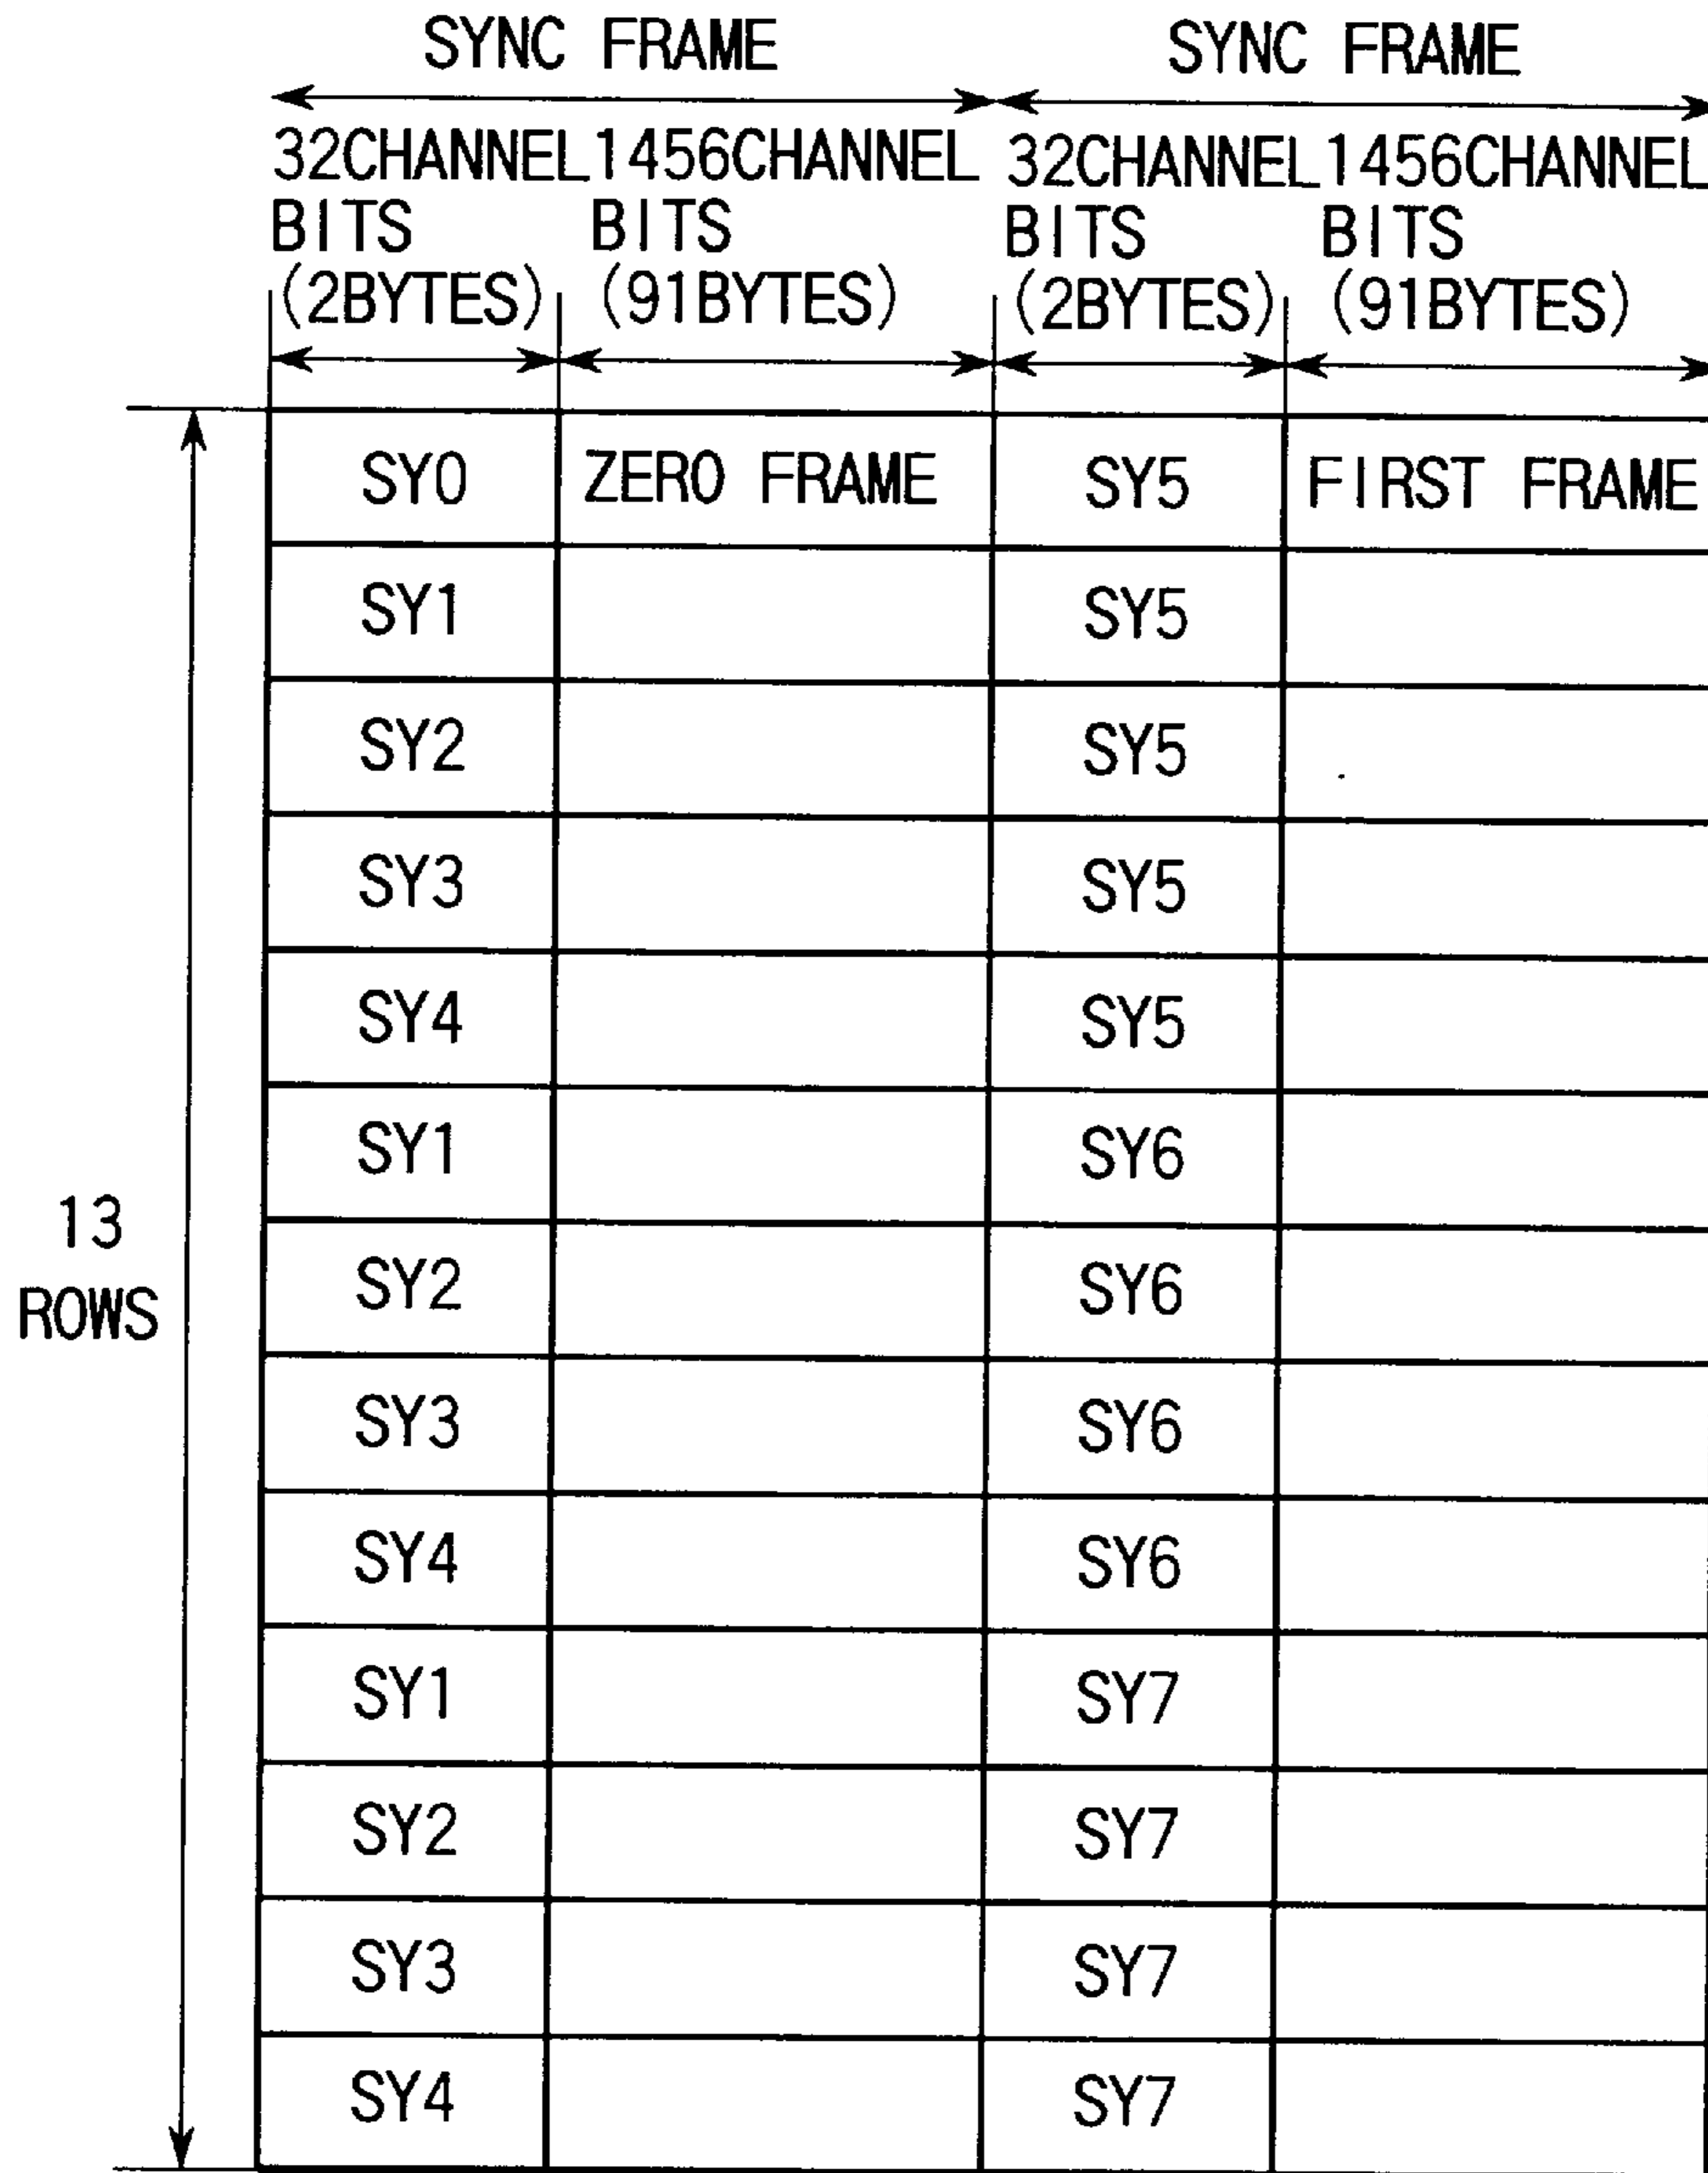 SYNC FRAME SYNC FRAME
32CHANNEL 1456CHANNEL 32CHANNEL 1456CHANNEL
BITS BITS BITS BITS
(2BYTES) (91BYTES) (2BYTES) (91BYTES)
SY0 ZERO FRAME SY5 FIRST FRAME
SY1 SY5
SY2 SY5
SY3 SY5
SY4 SY5
SY1 SY6
13
ROWS
SY2 SY6
SY3 SY6
SY4 SY6
SY1 SY7
SY2 SY7
SY3 SY7
SY4 SY7